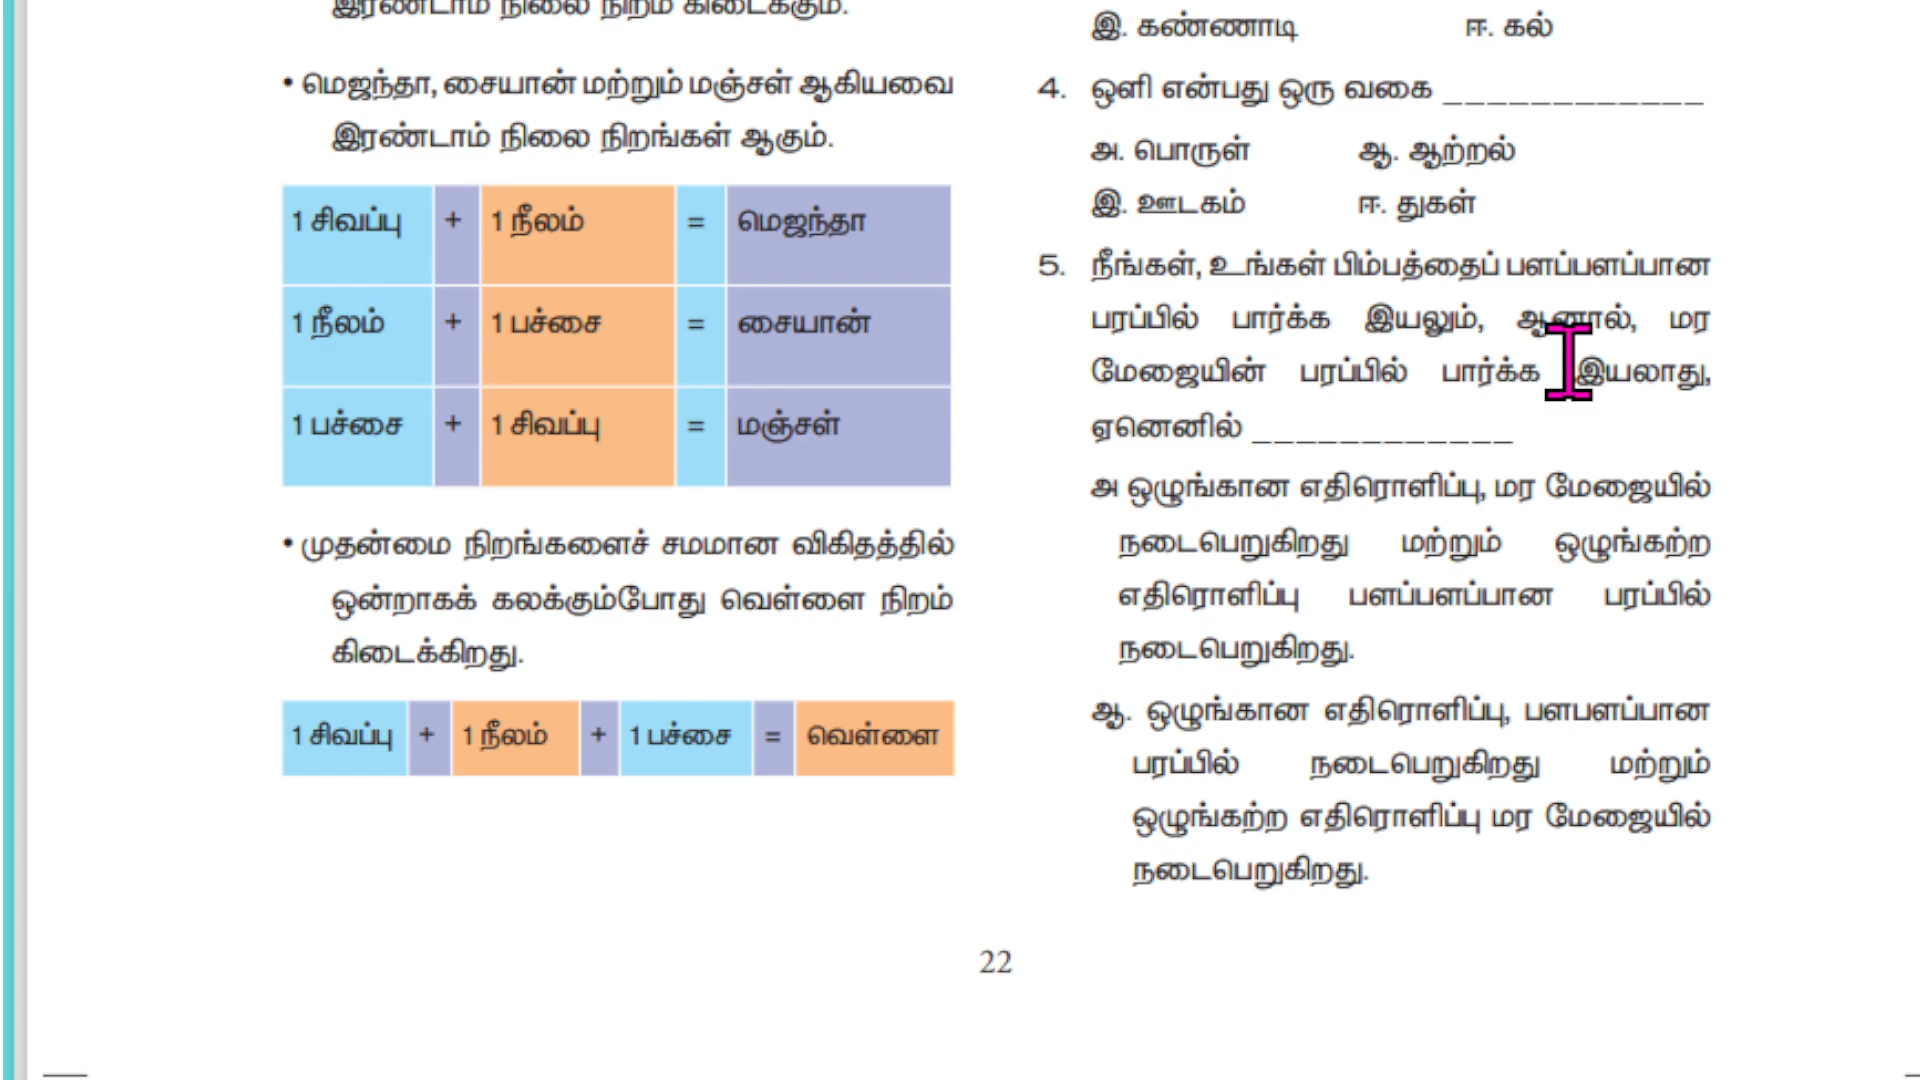 இரண்டாம் நிலை நிறம் கிடைக்கும்.
• மெஜந்தா, சையான் மற்றும் மஞ்சள் ஆகியவை
இரண்டாம் நிலை நிறங்கள் ஆகும்.
1 சிவப்பு + 1 நீலம் = மெஜந்தா
1 நீலம் + 1 பச்சை = சையான்
1 பச்சை + 1 சிவப்பு = மஞ்சள்
• முதன்மை நிறங்களைச் சமமான விகிதத்தில்
ஒன்றாகக் கலக்கும்போது வெள்ளை நிறம்
கிடைக்கிறது.
1 சிவப்பு + 1 நீலம் + 1 பச்சை = வெள்ளை
இ. கண்ணாடி ஈ. கல்
4. ஒளி என்பது ஒரு வகை ____________
அ. பொருள் ஆ. ஆற்றல்
இ. ஊடகம் ஈ. துகள்
5. நீங்கள், உங்கள் பிம்பத்தைப் பளப்பளப்பான
பரப்பில் பார்க்க இயலும், ஆனால், மர
மேஜையின் பரப்பில் பார்க்க இயலாது,
ஏனெனில் ____________
அ ஒழுங்கான எதிரொளிப்பு, மர மேஜையில்
நடைபெறுகிறது மற்றும் ஒழுங்கற்ற
எதிரொளிப்பு பளப்பளப்பான பரப்பில்
நடைபெறுகிறது.
ஆ. ஒழுங்கான எதிரொளிப்பு, பளபளப்பான
பரப்பில் நடைபெறுகிறது மற்றும்
ஒழுங்கற்ற எதிரொளிப்பு மர மேஜையில்
நடைபெறுகிறது.
22